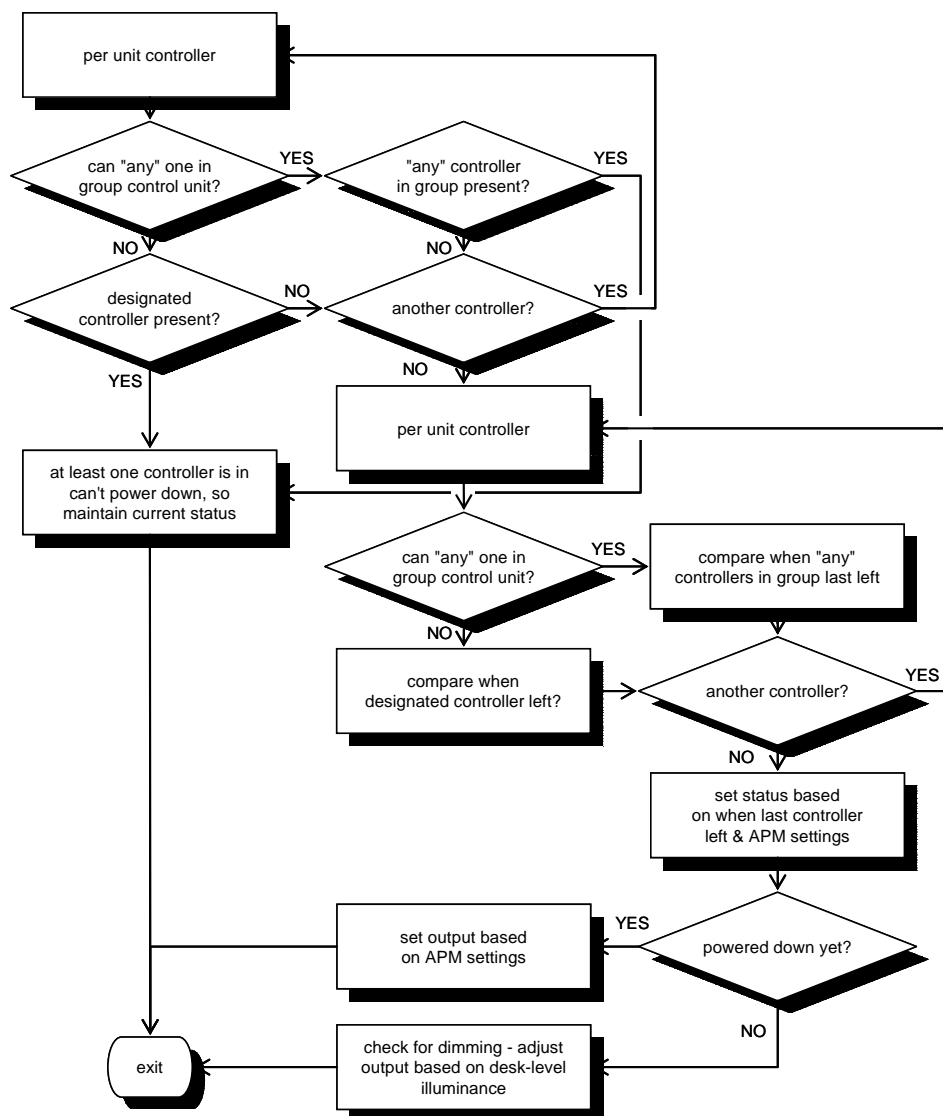 per unit controller
can "any" one in
group control unit?
YES
"any" controller
in group present?
YES
NO
NO
designated
controller present?
NO
another controller?
YES
YES
NO
per unit controller
at least one controller is in
can't power down, so
maintain current status
can "any" one in
group control unit?
YES
compare when "any"
controllers in group last left
NO
compare when
designated controller left?
another controller?
YES
NO
set status based
on when last controller
left & APM settings
set output based
on APM settings
YES
powered down yet?
NO
exit
check for dimming - adjust
output based on desk-level
illuminance